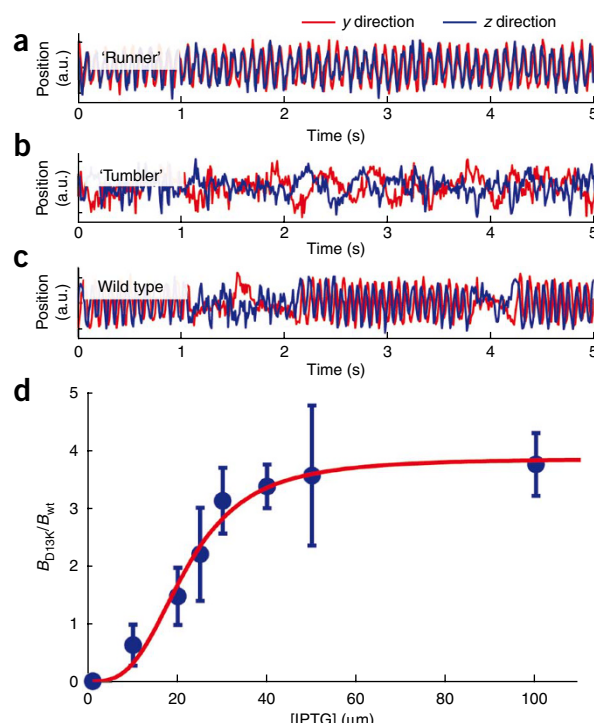 y direction z direction
a
Position
(a.u.)
'Runner'
0 1 2 3 4 5
Time (s)
b
Position
(a.u.)
'Tumbler'
0 1 2 3 4 5
Time (s)
c
Position
(a.u.)
Wild type
0 1 2 3 4 5
Time (s)
d
B_D13K/B_wt
5
4
3
2
1
0
0 20 40 60 80 100
[IPTG] (μm)